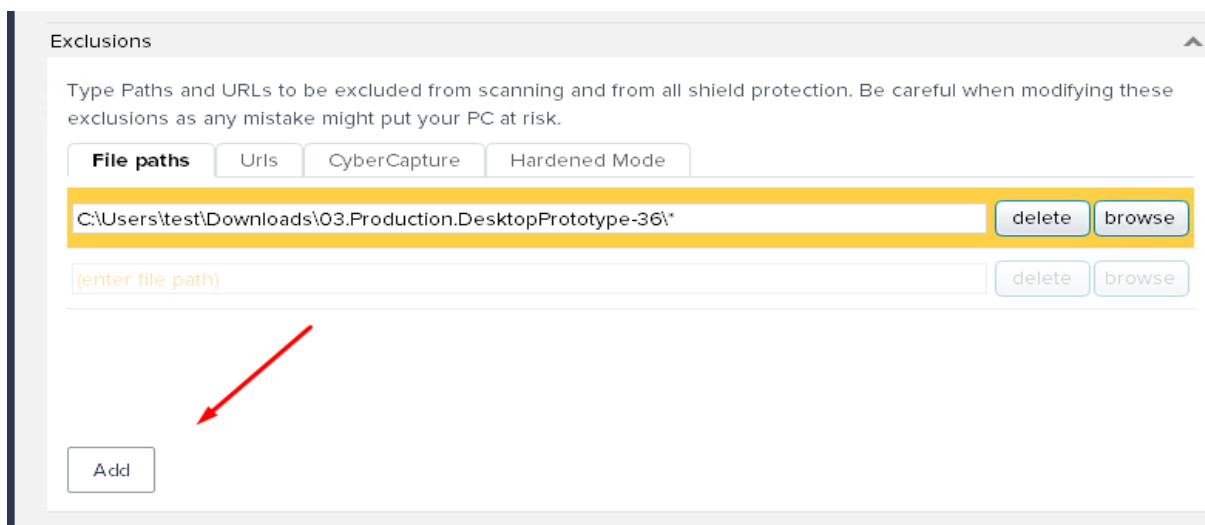 Exclusions
Type Paths and URLs to be excluded from scanning and from all shield protection. Be careful when modifying these
exclusions as any mistake might put your PC at risk.
File paths Urls CyberCapture Hardened Mode
C:\Users\test\Downloads\03.Production.DesktopPrototype-36\* delete browse
(enter file path) delete browse
Add